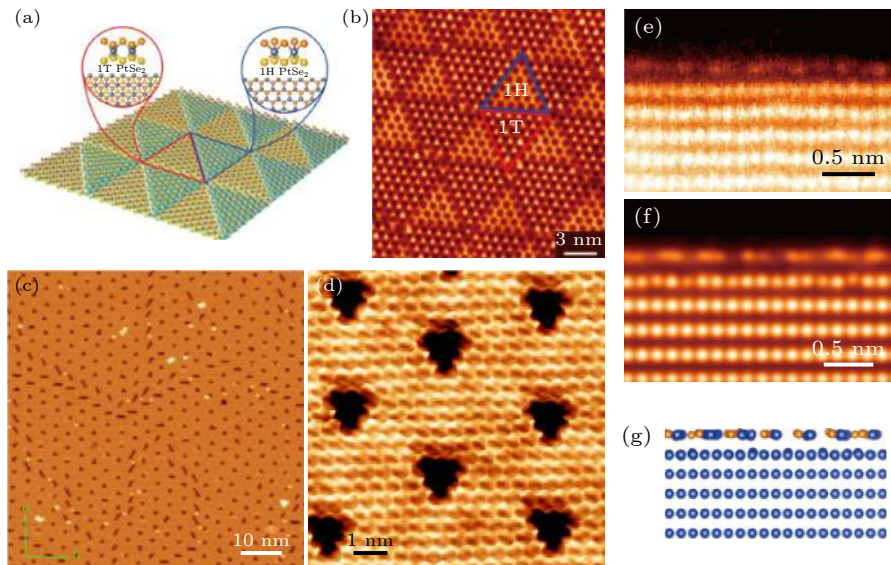 (a)
1T PtSe₂
1H PtSe₂
(b)
1H
1T
3 nm
(c)
10 nm
(d)
1 nm
(e)
0.5 nm
(f)
0.5 nm
(g)